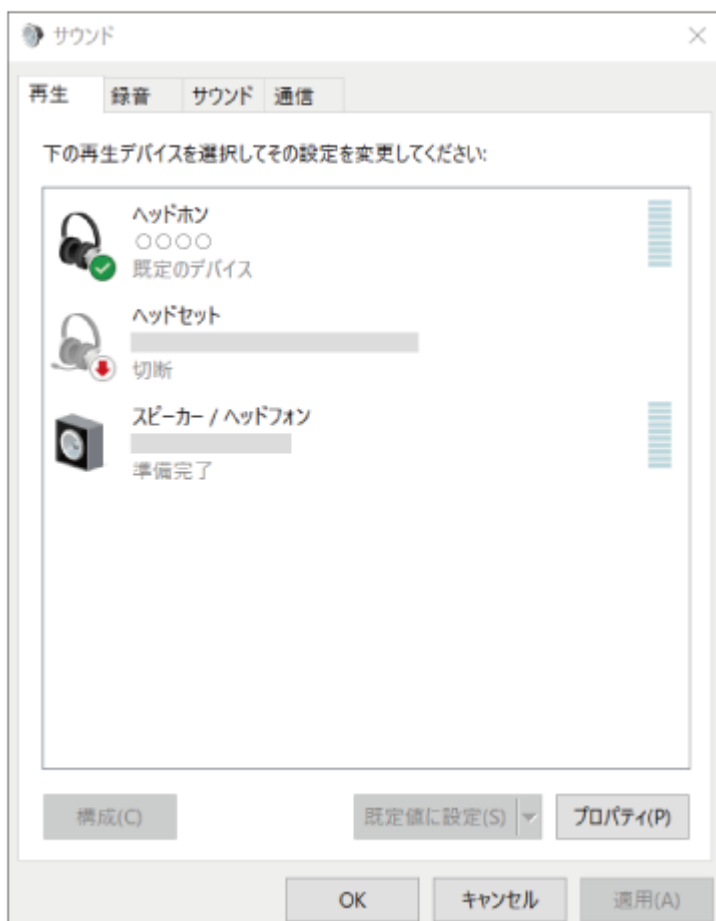 サウンド
再生
録音
サウンド
通信
下の再生デバイスを選択してその設定を変更してください:
ヘッドホン
○○○○
既定のデバイス
ヘッドセット
切断
スピーカー / ヘッドフォン
準備完了
構成(C)
既定値に設定(S)
プロパティ(P)
OK
キャンセル
適用(A)